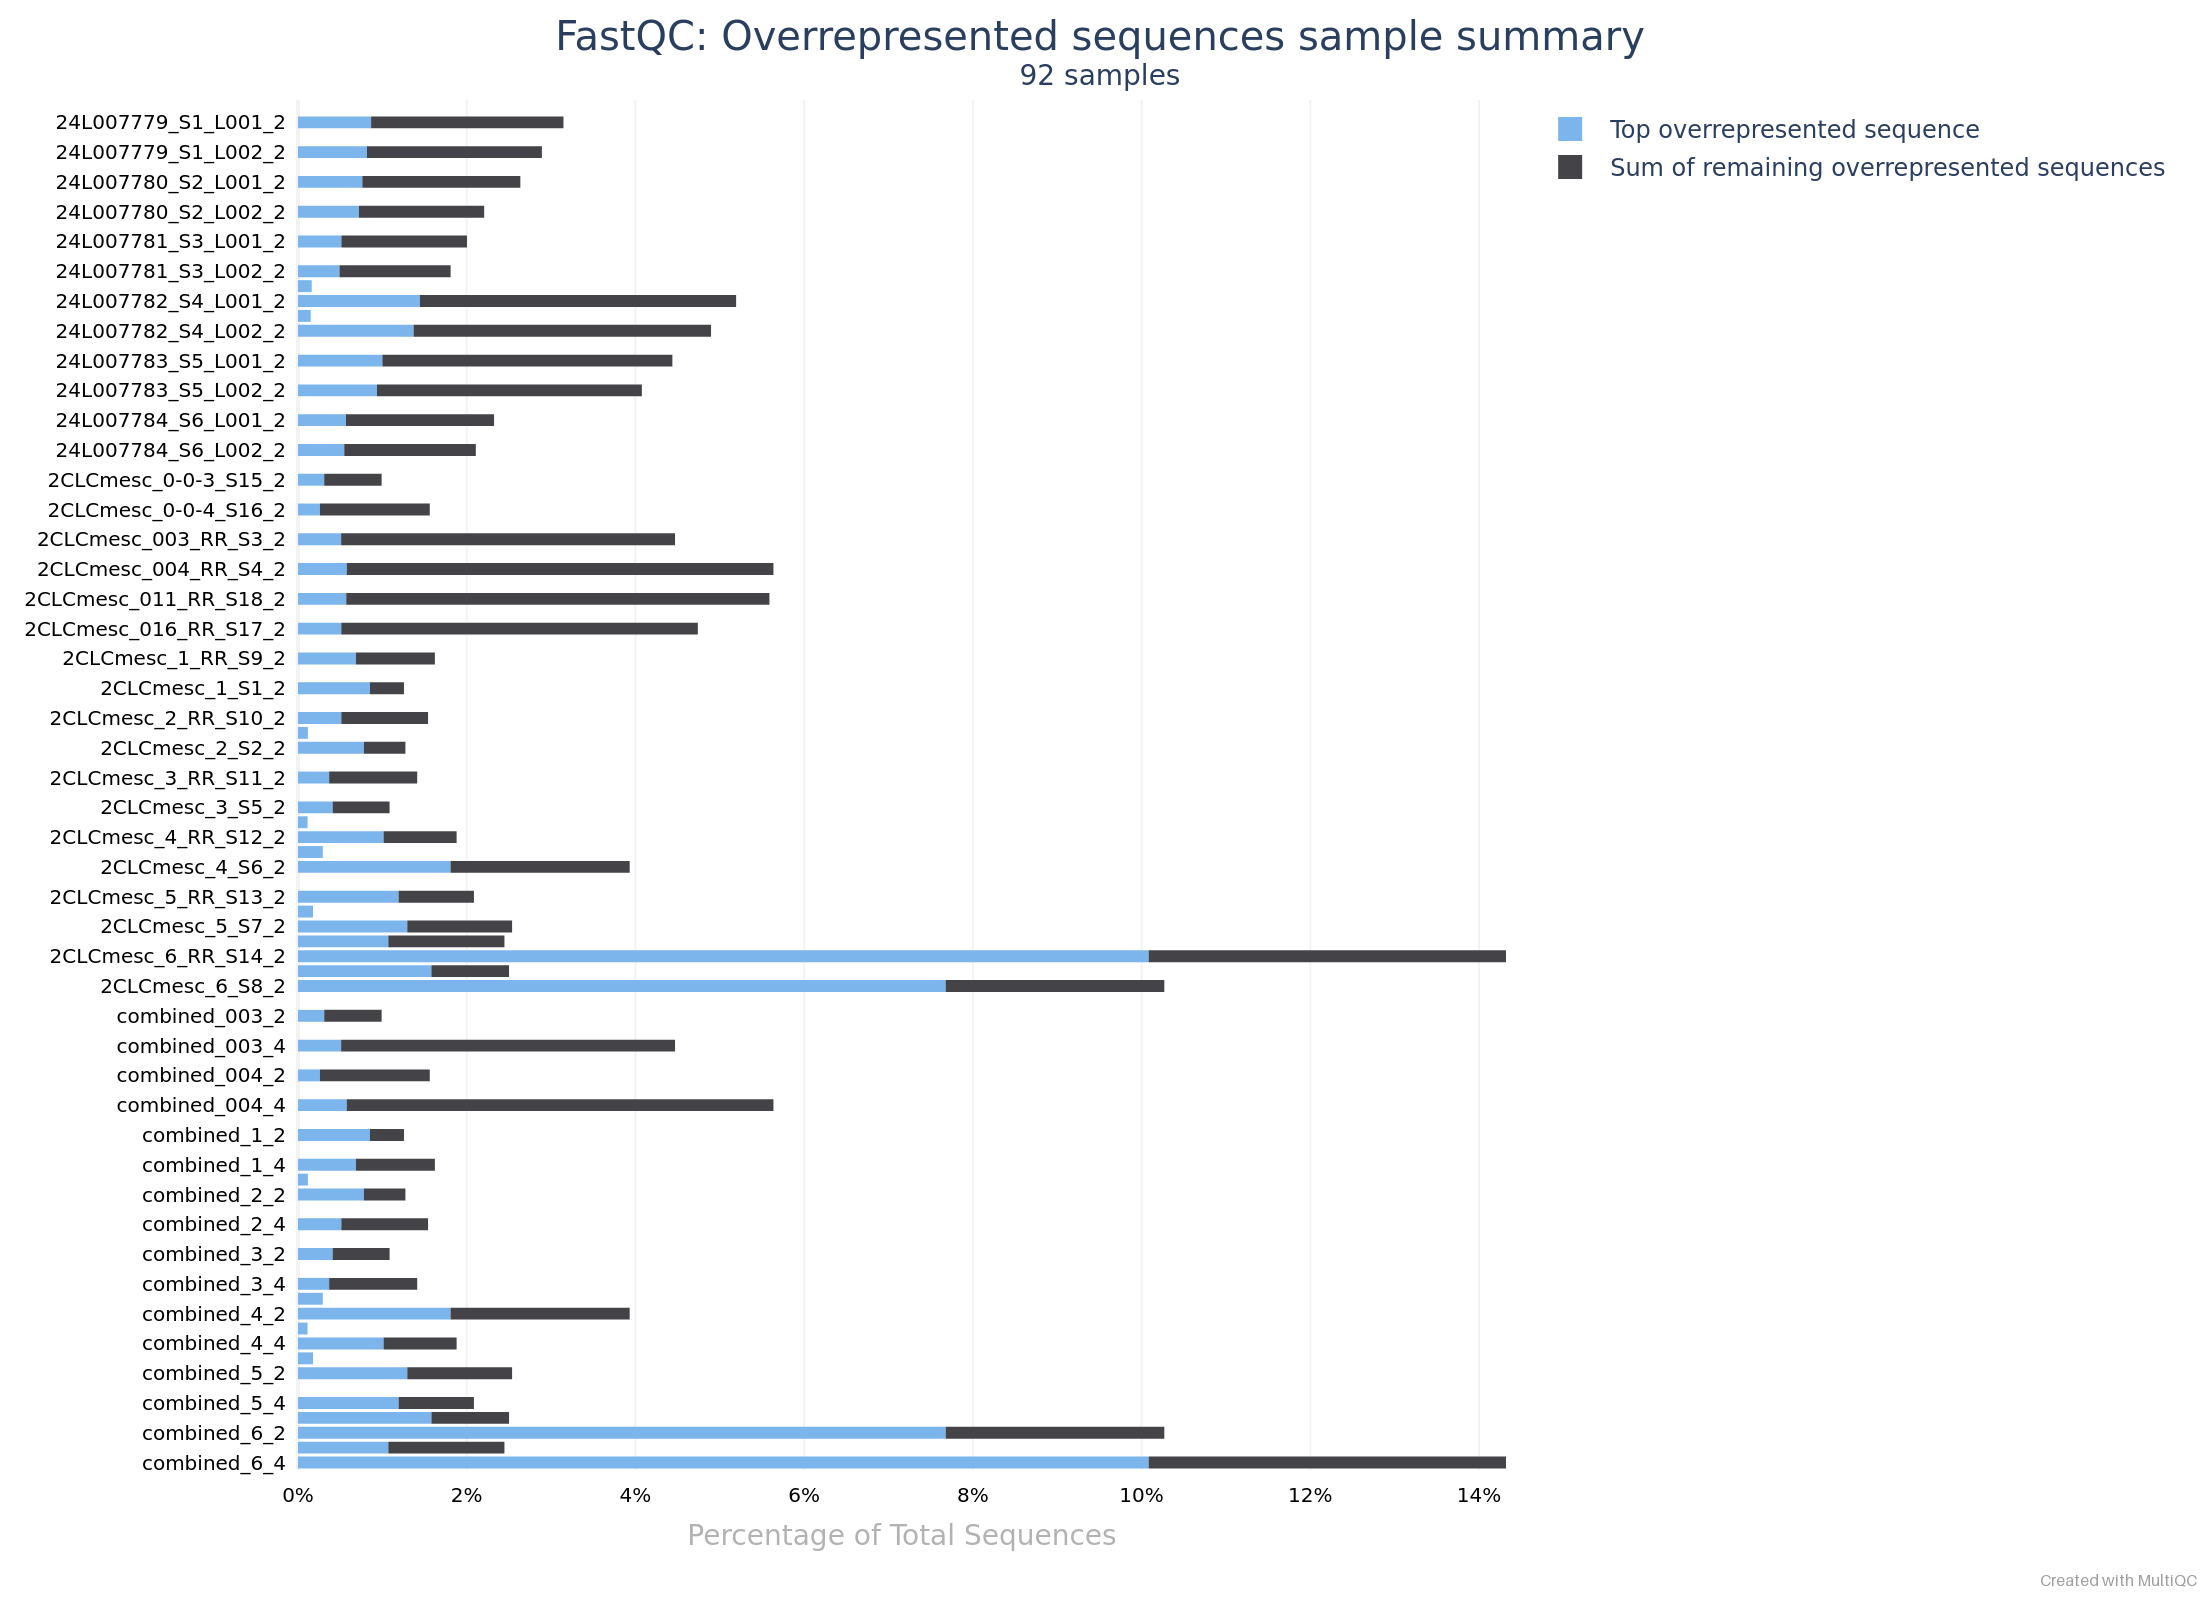 FastQC: Overrepresented sequences sample summary
92 samples
Top overrepresented sequence
Sum of remaining overrepresented sequences
24L007779_S1_L001_2
24L007779_S1_L002_2
24L007780_S2_L001_2
24L007780_S2_L002_2
24L007781_S3_L001_2
24L007781_S3_L002_2
24L007782_S4_L001_2
24L007782_S4_L002_2
24L007783_S5_L001_2
24L007783_S5_L002_2
24L007784_S6_L001_2
24L007784_S6_L002_2
2CLCmesc_0-0-3_S15_2
2CLCmesc_0-0-4_S16_2
2CLCmesc_003_RR_S3_2
2CLCmesc_004_RR_S4_2
2CLCmesc_011_RR_S18_2
2CLCmesc_016_RR_S17_2
2CLCmesc_1_RR_S9_2
2CLCmesc_1_S1_2
2CLCmesc_2_RR_S10_2
2CLCmesc_2_S2_2
2CLCmesc_3_RR_S11_2
2CLCmesc_3_S5_2
2CLCmesc_4_RR_S12_2
2CLCmesc_4_S6_2
2CLCmesc_5_RR_S13_2
2CLCmesc_5_S7_2
2CLCmesc_6_RR_S14_2
2CLCmesc_6_S8_2
combined_003_2
combined_003_4
combined_004_2
combined_004_4
combined_1_2
combined_1_4
combined_2_2
combined_2_4
combined_3_2
combined_3_4
combined_4_2
combined_4_4
combined_5_2
combined_5_4
combined_6_2
combined_6_4
0% 2% 4% 6% 8% 10% 12% 14%
Percentage of Total Sequences
Created with MultiQC